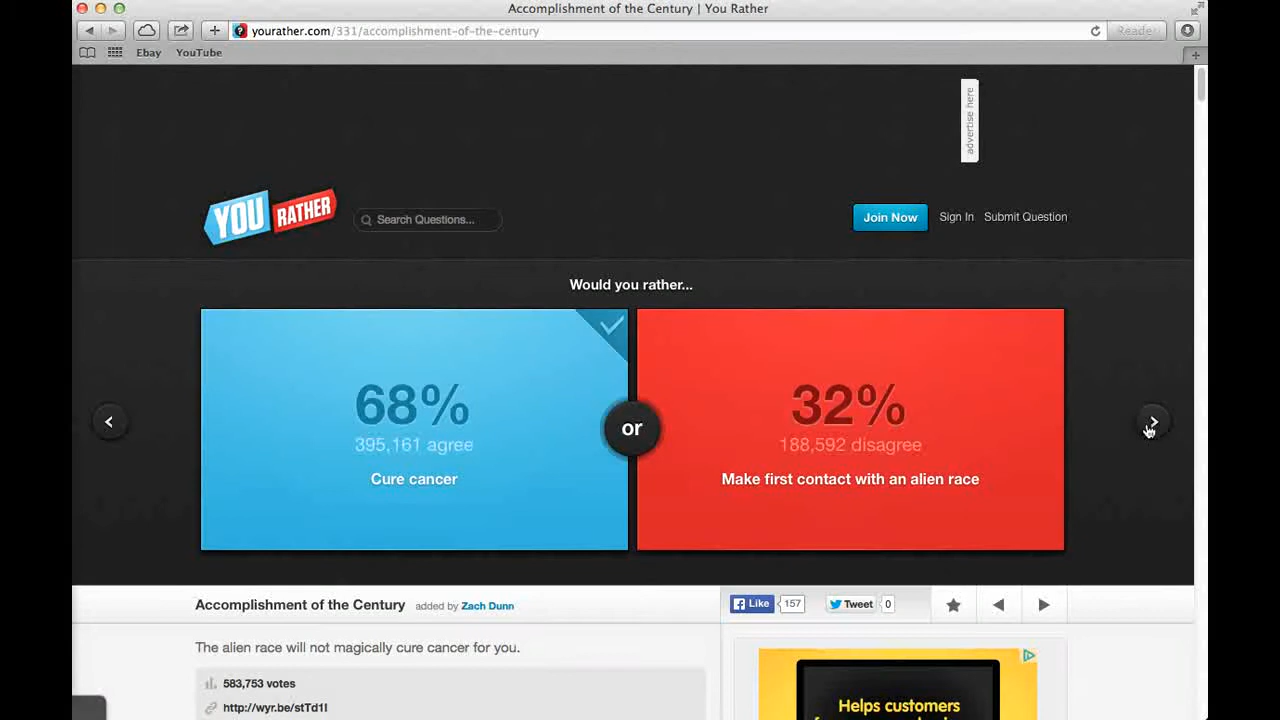 Accomplishment of the Century | You Rather
yourather.com/331/accomplishment-of-the-century
Reader
Ebay YouTube
advertise here
YOU RATHER
Search Questions...
Join Now Sign In Submit Question
Would you rather...
68%
395,161 agree
Cure cancer
or
32%
188,592 disagree
Make first contact with an alien race
Accomplishment of the Century added by Zach Dunn
Like 157 Tweet 0
The alien race will not magically cure cancer for you.
583,753 votes
http://wyr.be/stTd1I
Helps customers